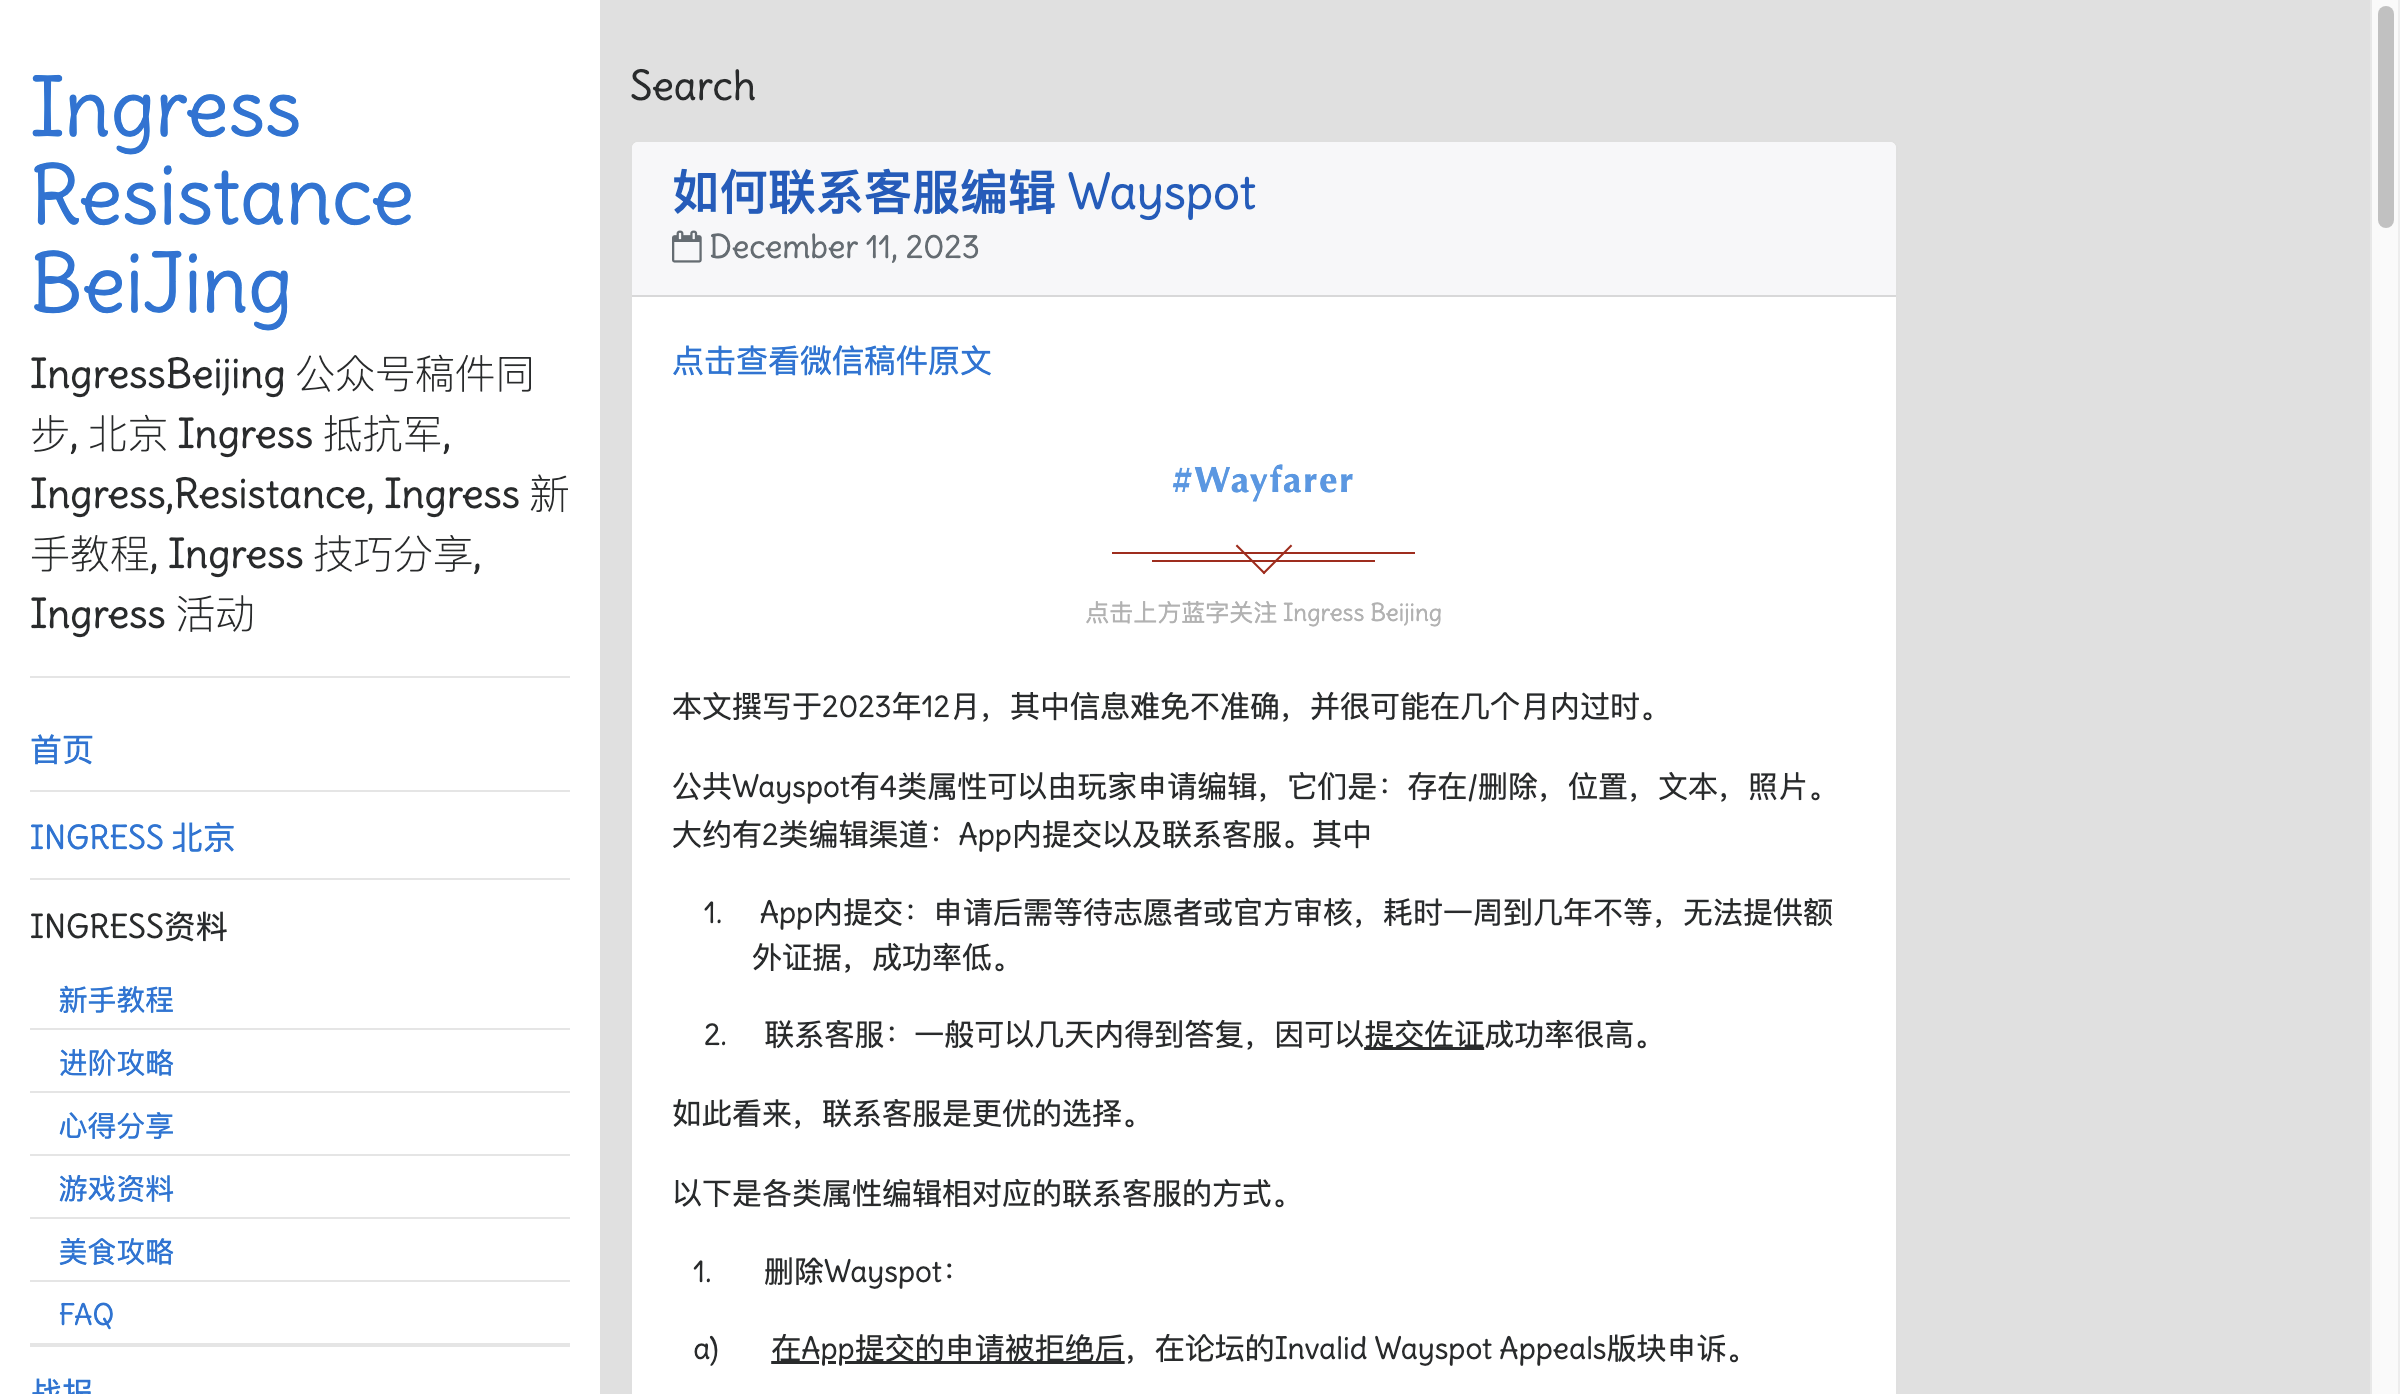 Ingress
Resistance
BeiJing
IngressBeijing 公众号稿件同
步, 北京 Ingress 抵抗军,
Ingress,Resistance, Ingress 新
手教程, Ingress 技巧分享,
Ingress 活动
首页
INGRESS 北京
INGRESS资料
新手教程
进阶攻略
心得分享
游戏资料
美食攻略
FAQ
战报
Search
如何联系客服编辑 Wayspot
December 11, 2023
点击查看微信稿件原文
#Wayfarer
点击上方蓝字关注 Ingress Beijing
本文撰写于2023年12月，其中信息难免不准确，并很可能在几个月内过时。
公共Wayspot有4类属性可以由玩家申请编辑，它们是：存在/删除，位置，文本，照片。
大约有2类编辑渠道：App内提交以及联系客服。其中
1. App内提交：申请后需等待志愿者或官方审核，耗时一周到几年不等，无法提供额
外证据，成功率低。
2. 联系客服：一般可以几天内得到答复，因可以提交佐证成功率很高。
如此看来，联系客服是更优的选择。
以下是各类属性编辑相对应的联系客服的方式。
1. 删除Wayspot：
a) 在App提交的申请被拒绝后，在论坛的Invalid Wayspot Appeals版块申诉。